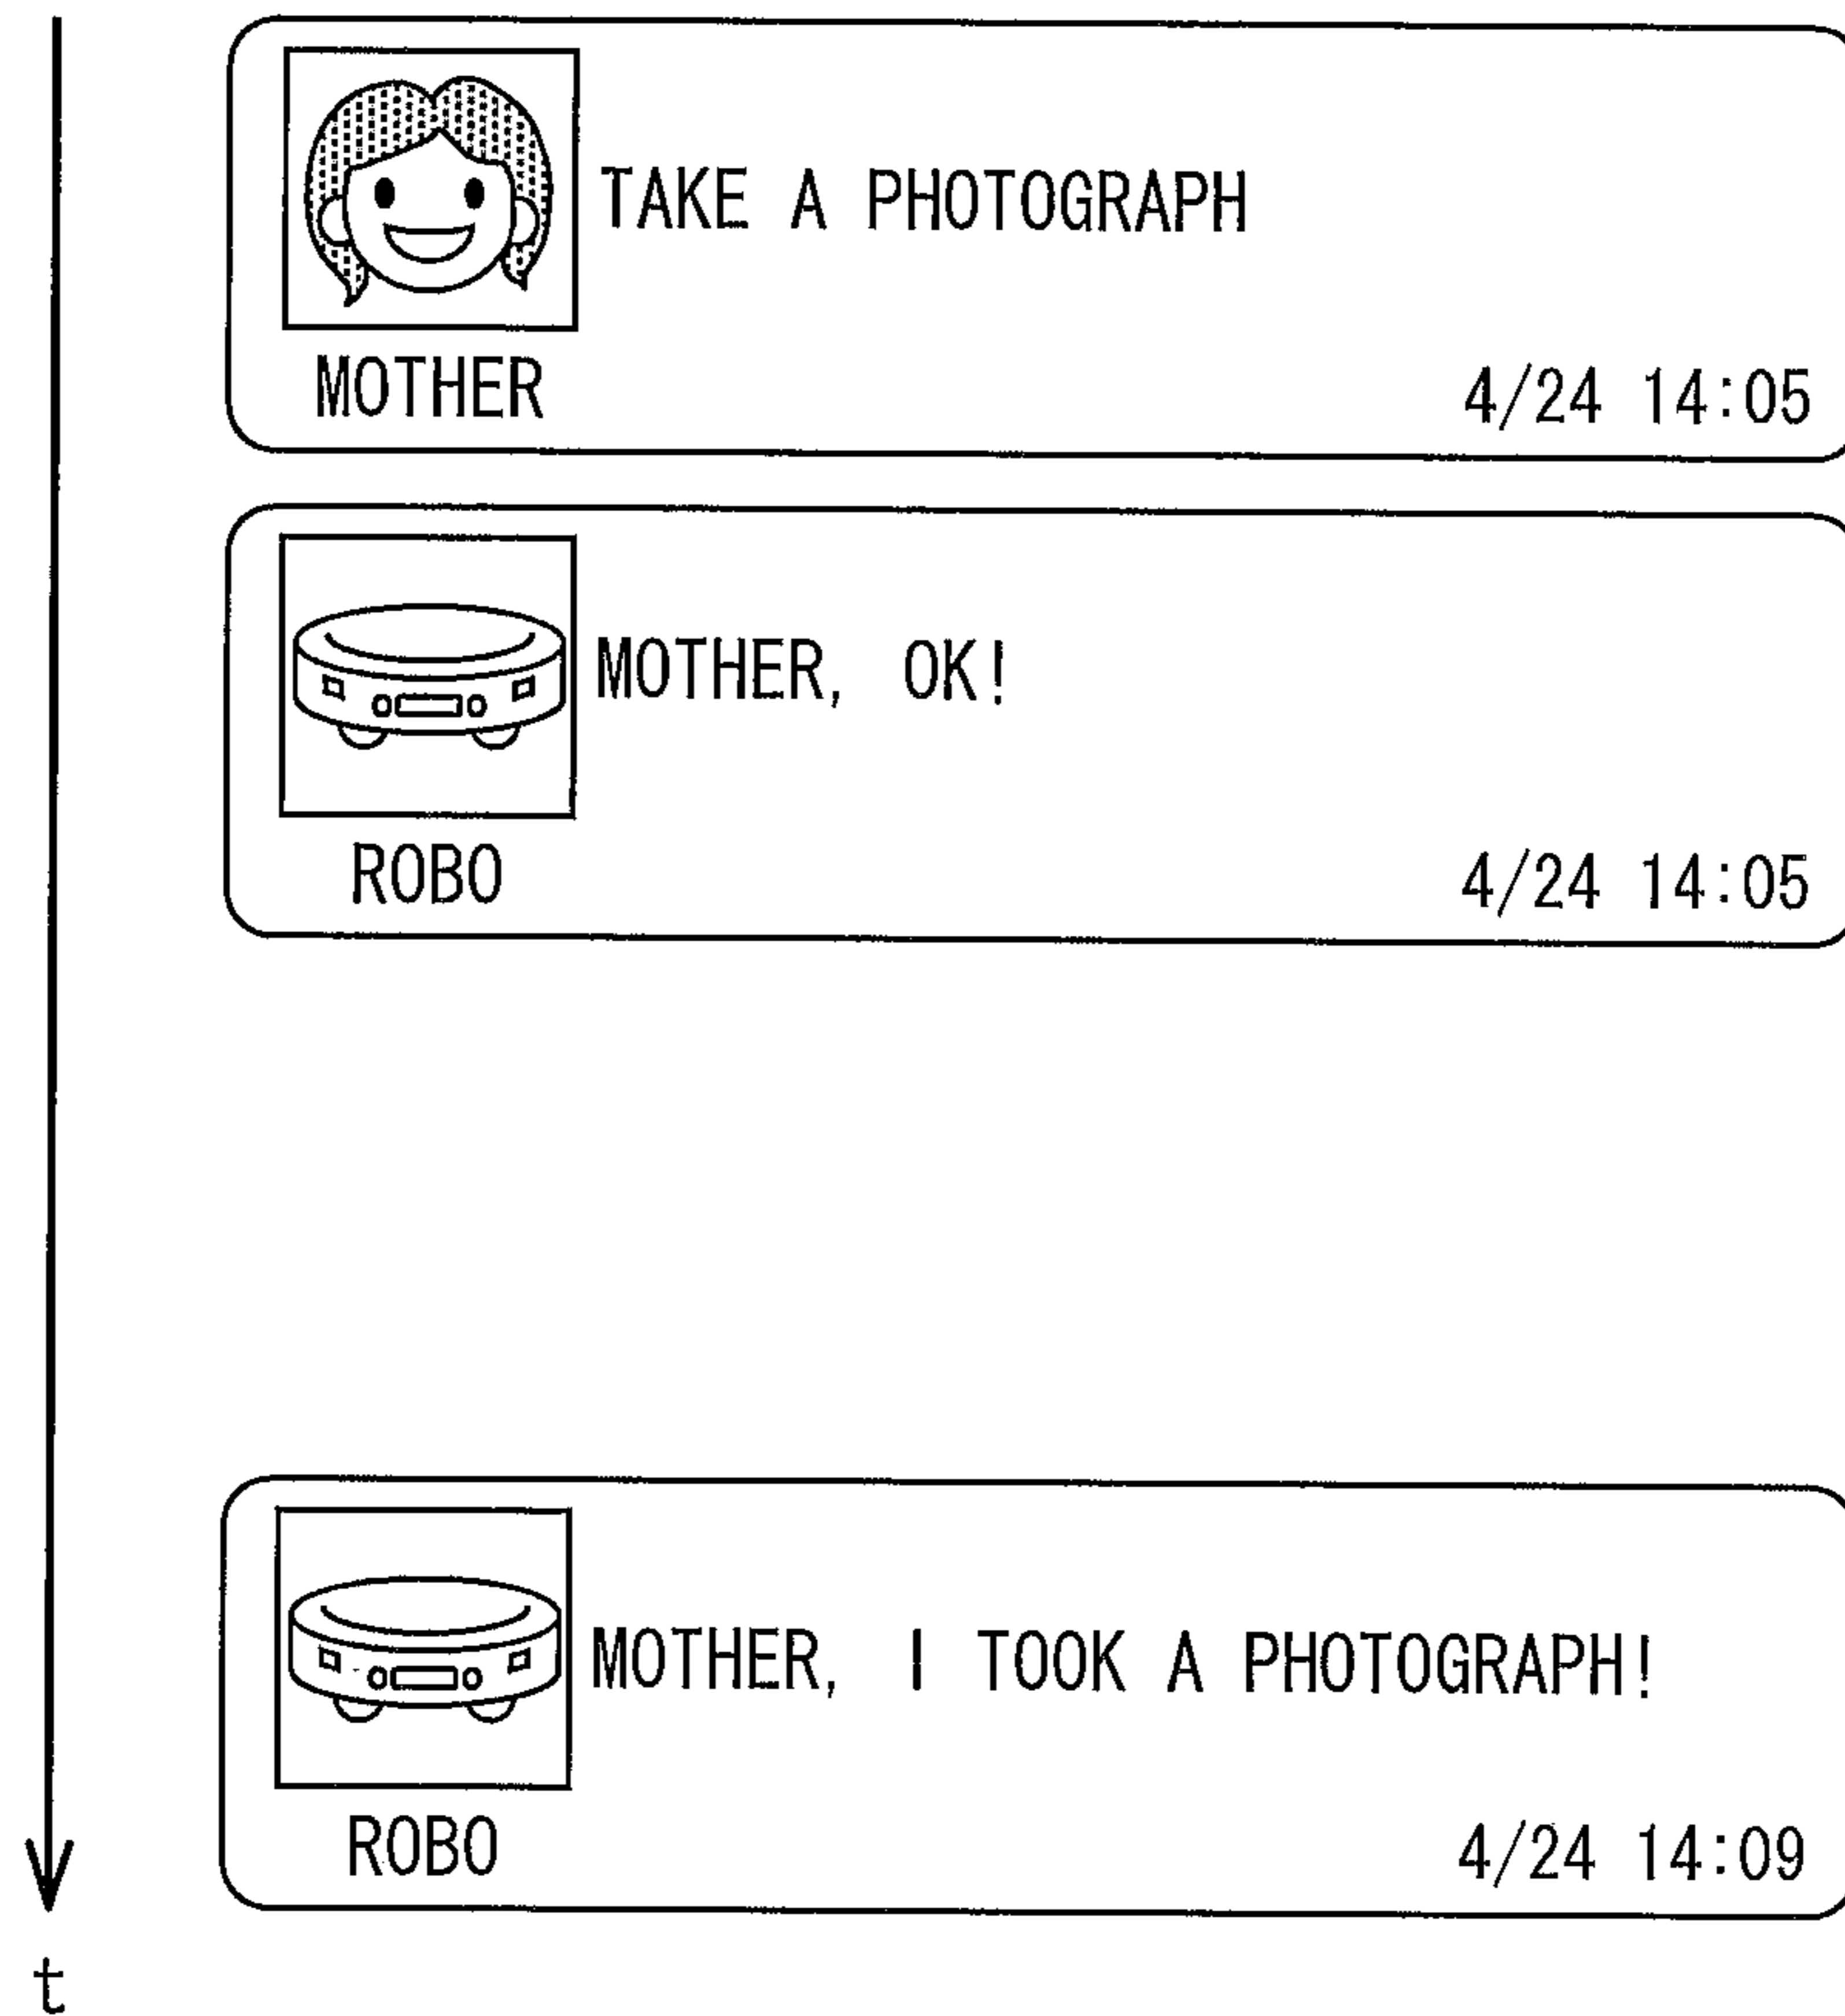 TAKE A PHOTOGRAPH
MOTHER
4/24 14:05
MOTHER, OK!
ROBO
4/24 14:05
MOTHER, I TOOK A PHOTOGRAPH!
ROBO
4/24 14:09
t